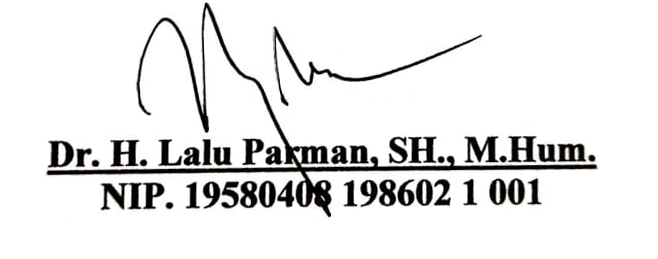 Dr. H. Lalu Parman, SH., M.Hum.
NIP. 19580408 198602 1 001